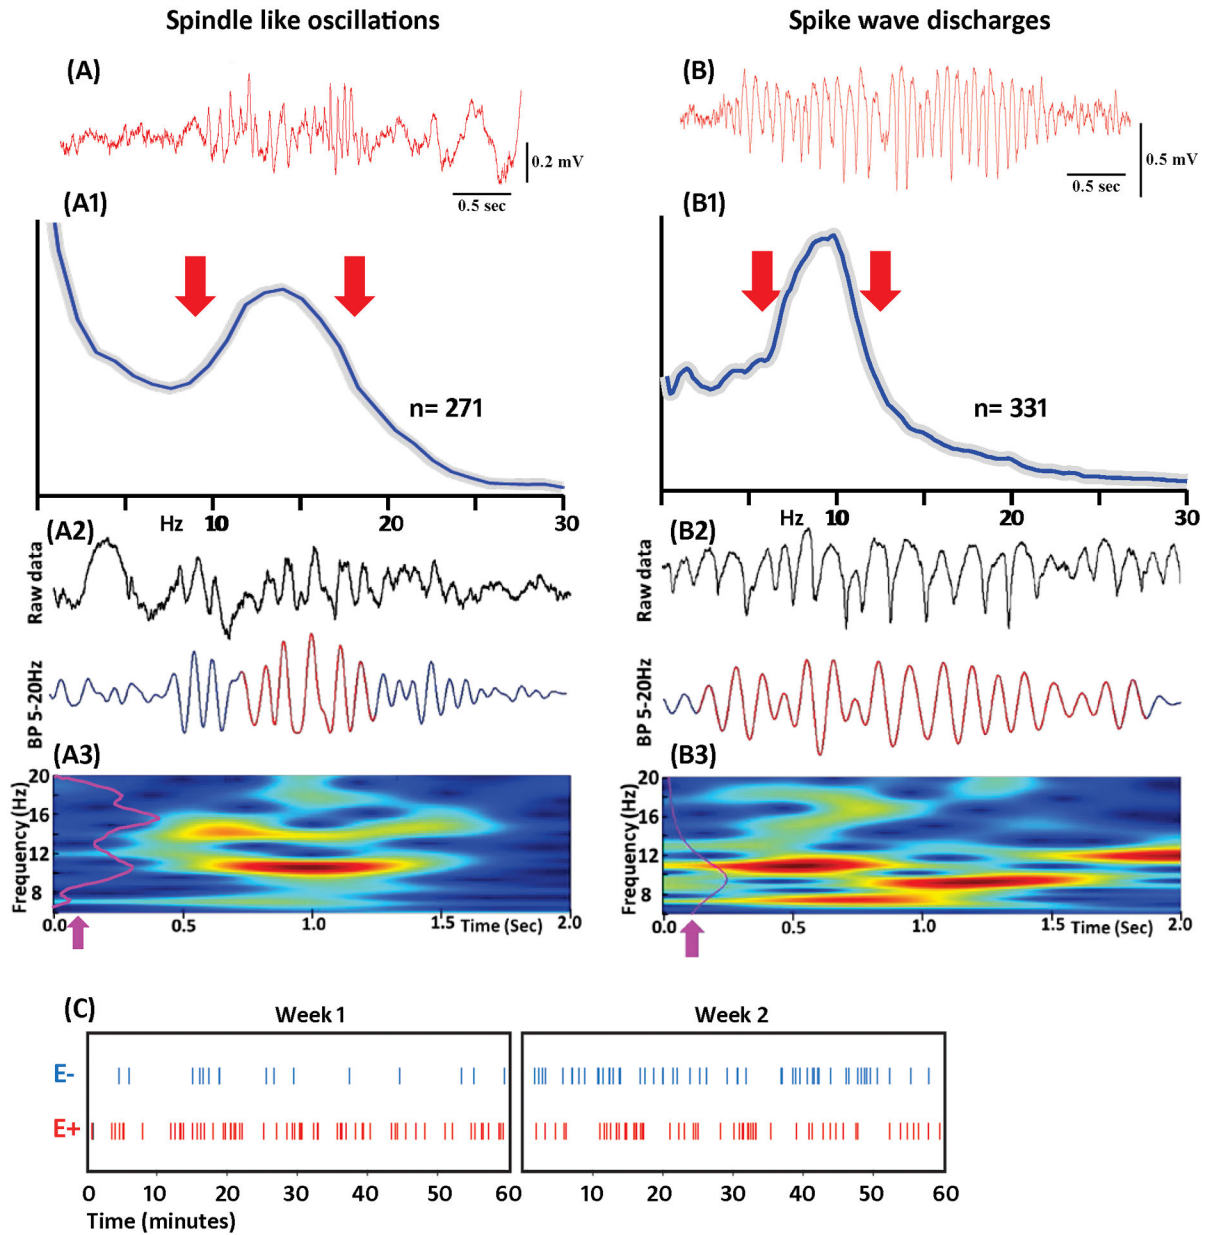 Spindle like oscillations
Spike wave discharges
(A)
0.2 mV
0.5 sec
(B)
0.5 mV
0.5 sec
(A1)
n= 271
Hz 10 20 30
(B1)
n= 331
Hz 10 20 30
(A2)
Raw data
BP 5-20Hz
(B2)
Raw data
BP 5-20Hz
(A3)
Frequency (Hz)
20
16
12
8
0.0 0.5 1.0 1.5 Time (Sec) 2.0
(B3)
Frequency (Hz)
20
16
12
8
0.0 0.5 1.0 1.5 Time (Sec) 2.0
(C)
Week 1 Week 2
E-
E+
0 10 20 30 40 50 60 10 20 30 40 50 60
Time (minutes)